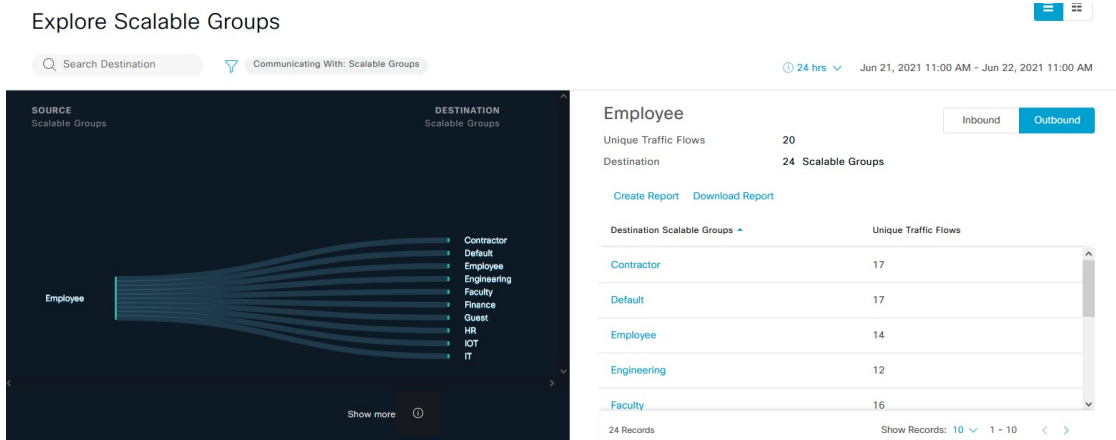 Explore Scalable Groups
Search Destination
Communicating With: Scalable Groups
24 hrs
Jun 21, 2021 11:00 AM - Jun 22, 2021 11:00 AM
SOURCE
Scalable Groups
DESTINATION
Scalable Groups
Employee
Contractor
Default
Employee
Engineering
Faculty
Finance
Guest
HR
IOT
IT
Show more
Employee
Inbound
Outbound
Unique Traffic Flows 20
Destination 24 Scalable Groups
Create Report Download Report
Destination Scalable Groups Unique Traffic Flows
Contractor 17
Default 17
Employee 14
Engineering 12
Faculty 16
24 Records
Show Records: 10 1 - 10